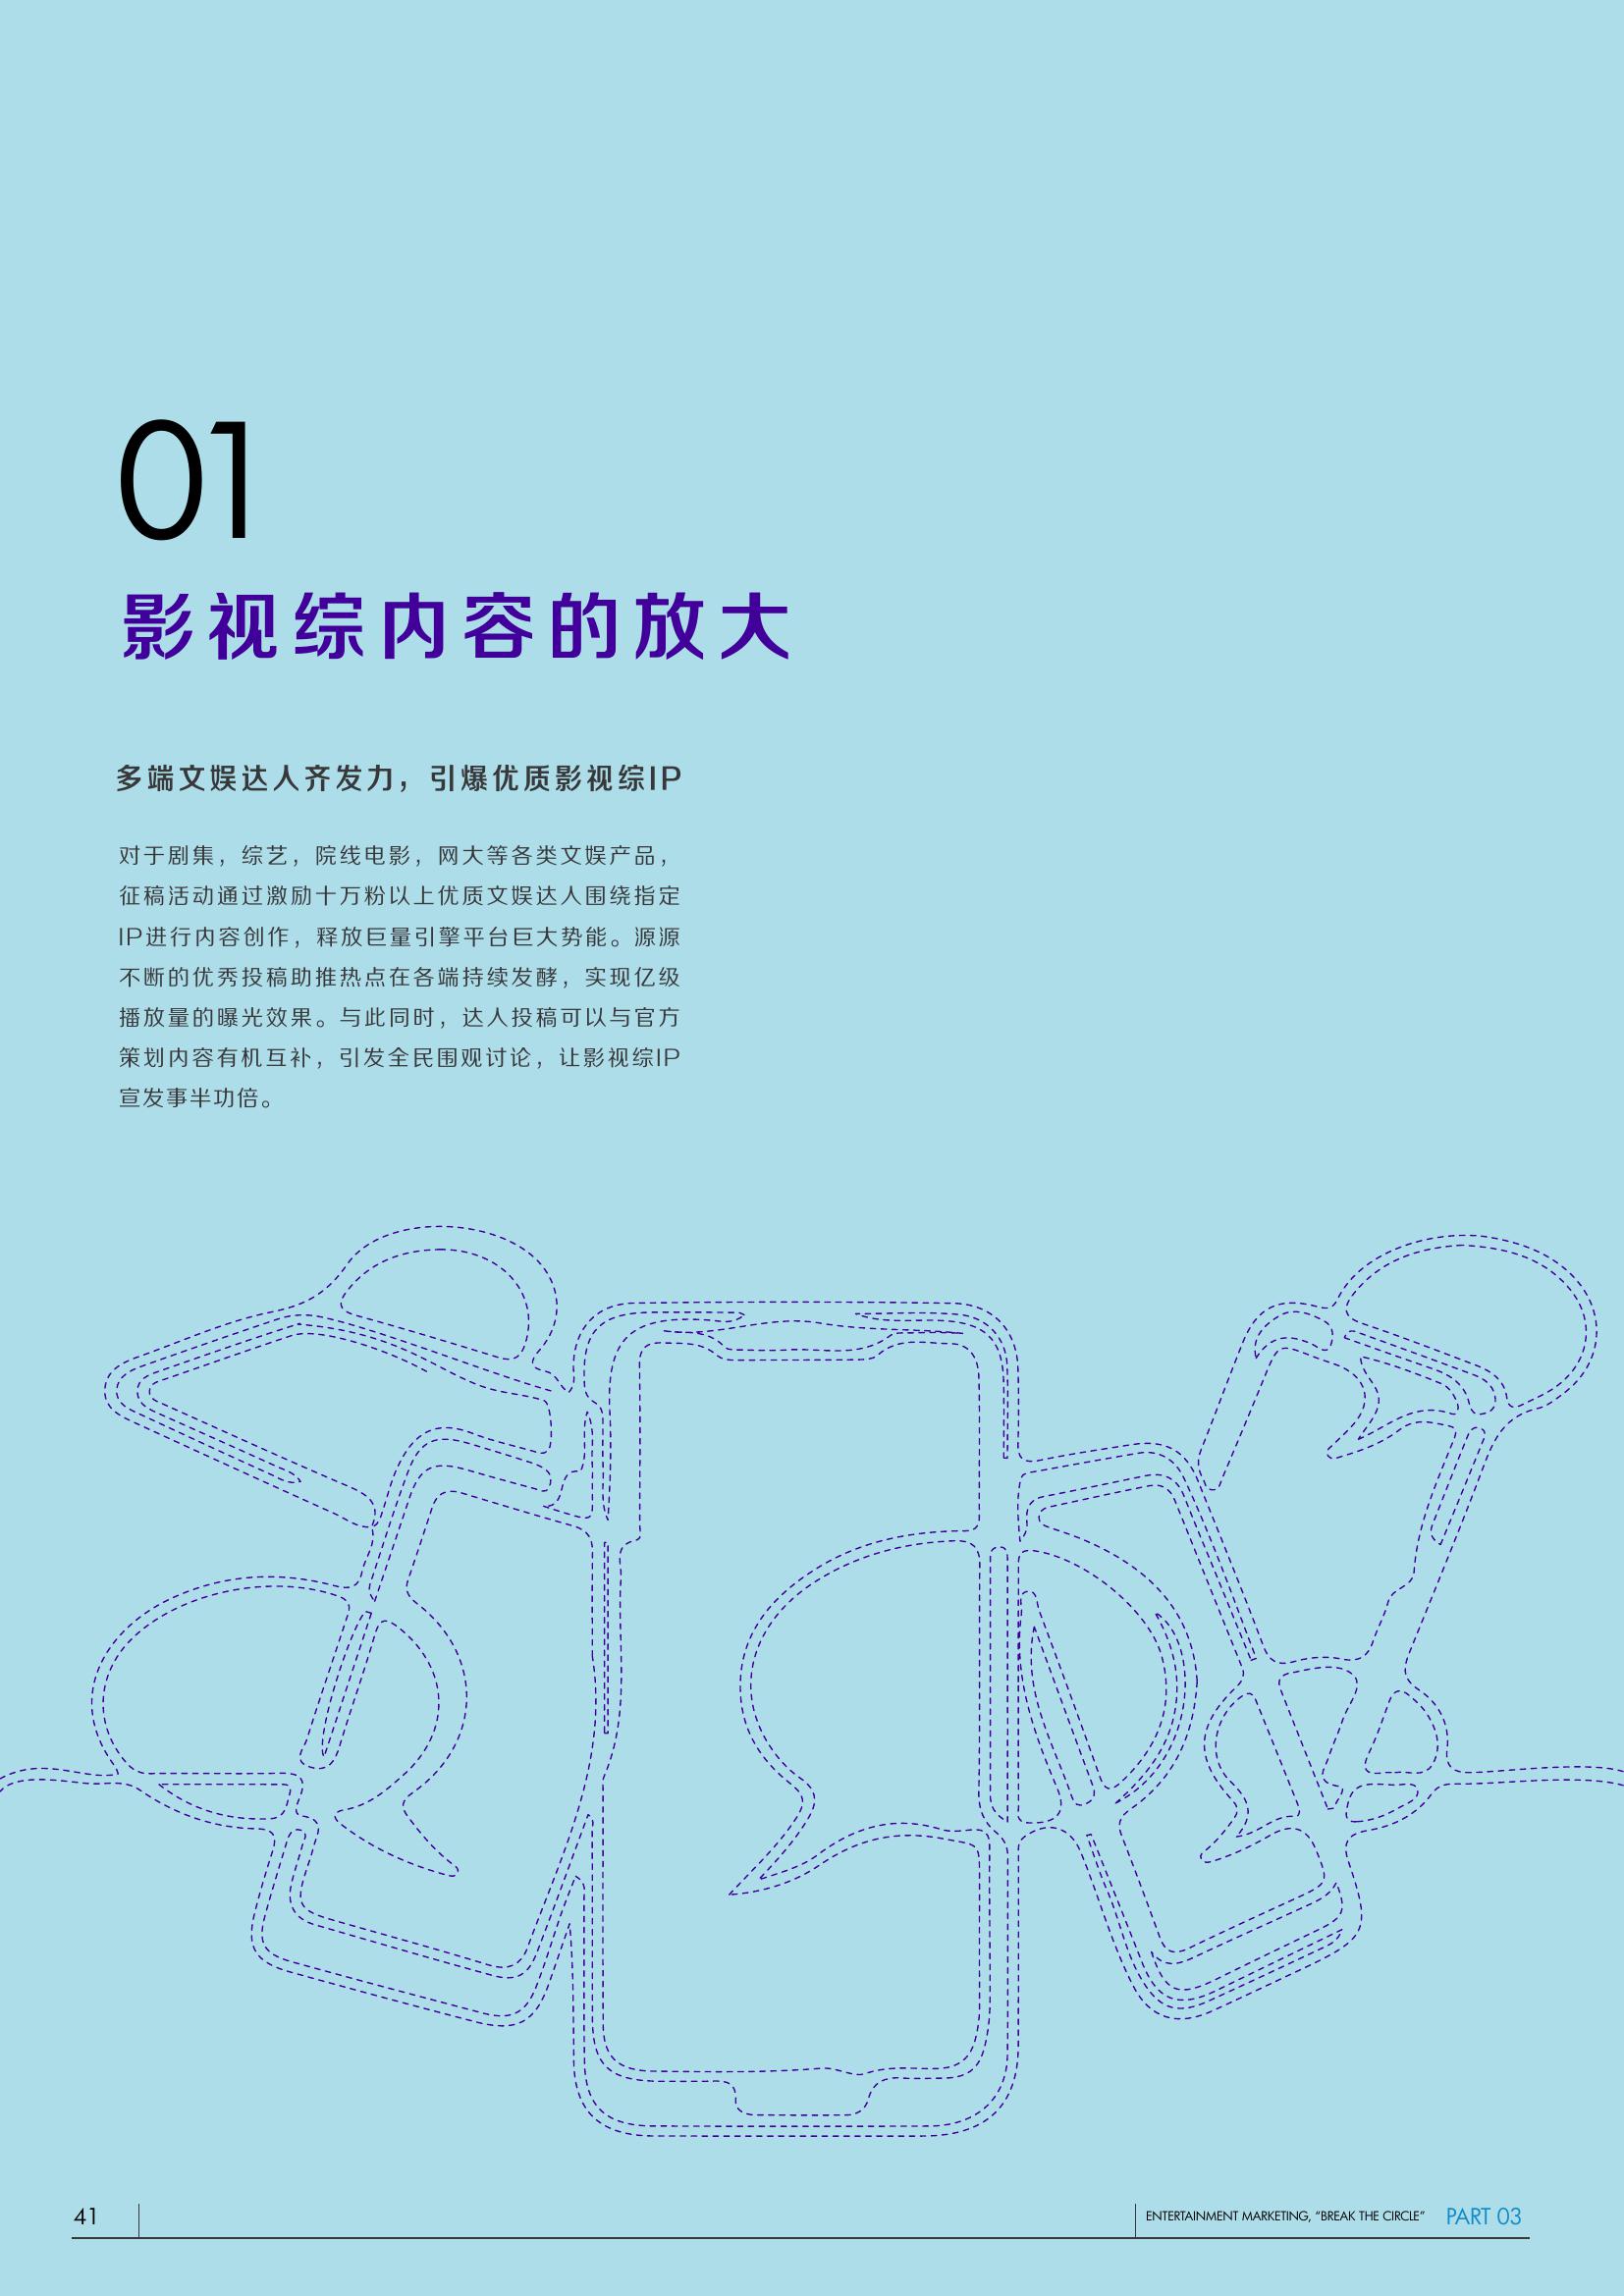 01
影视综内容的放大
多端文娱达人齐发力，引爆优质影视综IP
对于剧集，综艺，院线电影，网大等各类文娱产品，
征稿活动通过激励十万粉以上优质文娱达人围绕指定
IP进行内容创作，释放巨量引擎平台巨大势能。源源
不断的优秀投稿助推热点在各端持续发酵，实现亿级
播放量的曝光效果。与此同时，达人投稿可以与官方
策划内容有机互补，引发全民围观讨论，让影视综IP
宣发事半功倍。
41
ENTERTAINMENT MARKETING, “BREAK THE CIRCLE” PART 03